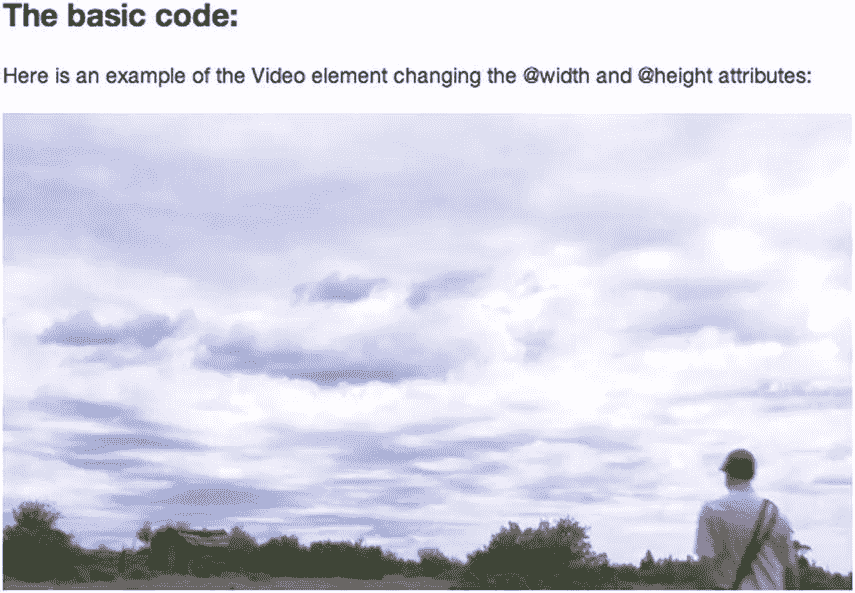 The basic code:
Here is an example of the Video element changing the @width and @height attributes: